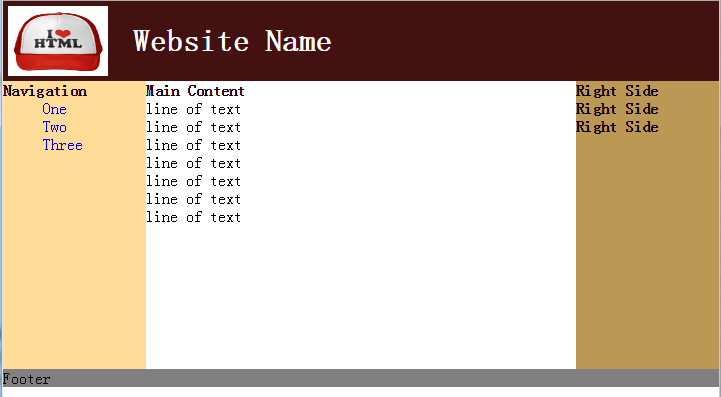 I ❤
HTML
Website Name
Navigation
One
Two
Three
Main Content
line of text
line of text
line of text
line of text
line of text
line of text
line of text
Right Side
Right Side
Right Side
Footer